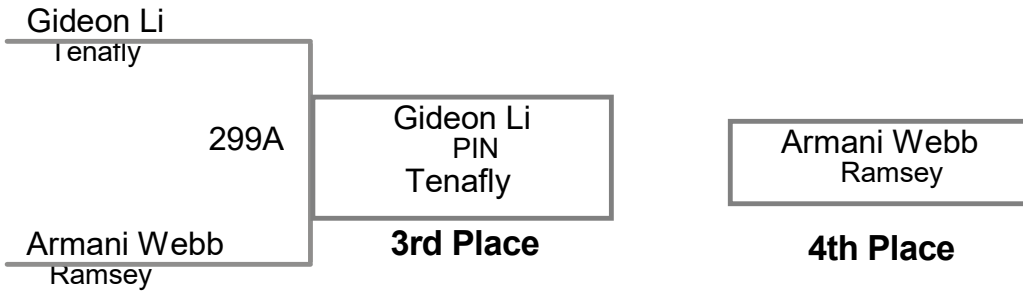 Gideon Li
Tenafly
299A
Armani Webb
Ramsey
Gideon Li
PIN
Tenafly
3rd Place
Armani Webb
Ramsey
4th Place